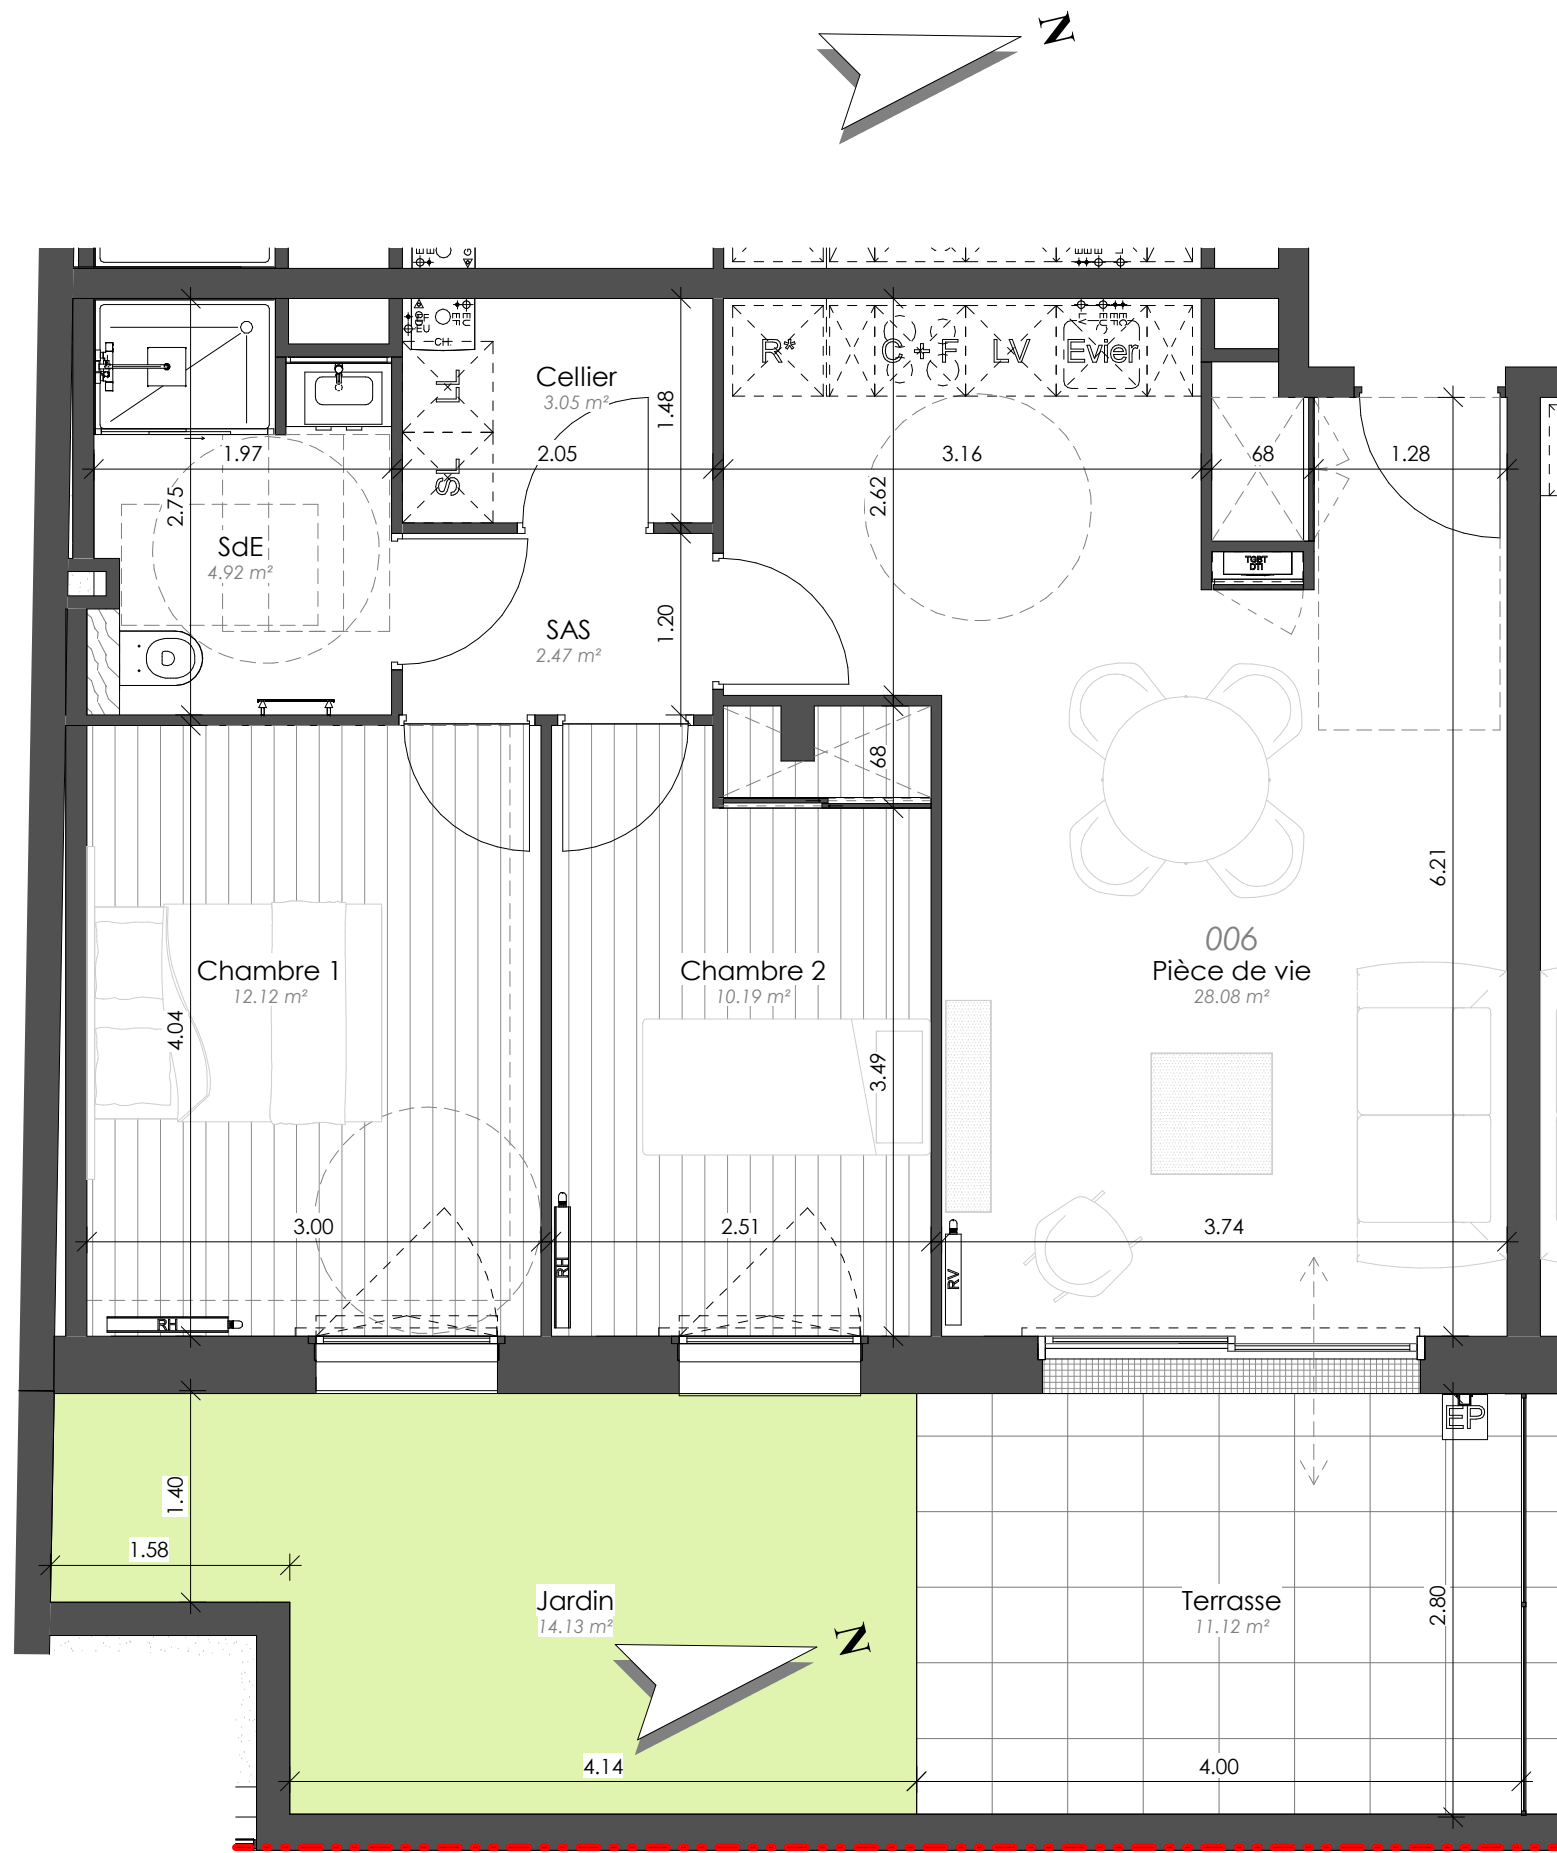 N
CH
Cellier
3.05 m²
R*
C + F
LV
Evier
LL
SL
1.48
1.97
2.05
3.16
68
1.28
2.75
2.62
SdE
4.92 m²
TGBT
DTI
SAS
2.47 m²
1.20
68
6.21
006
Chambre 1
12.12 m²
Chambre 2
10.19 m²
Pièce de vie
28.08 m²
4.04
3.49
3.00
2.51
3.74
RH
RH
RV
EP
1.40
1.58
Jardin
14.13 m²
Terrasse
11.12 m²
2.80
N
4.14
4.00